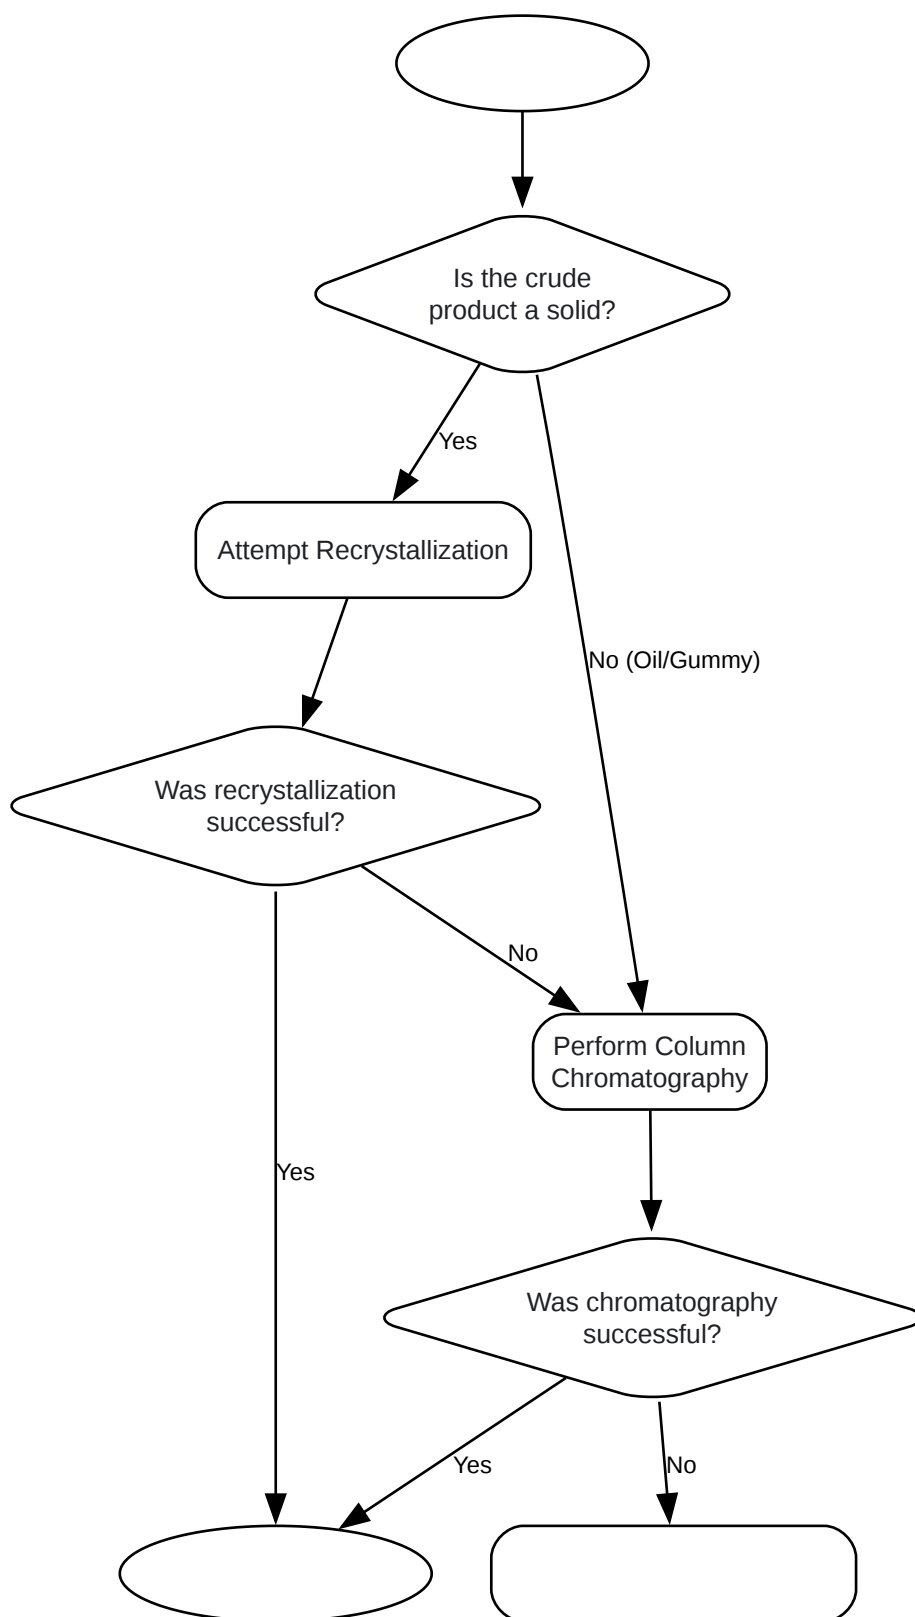 Is the crude
product a solid?
Yes
Attempt Recrystallization
No (Oil/Gummy)
Was recrystallization
successful?
No
Perform Column
Chromatography
Yes
Was chromatography
successful?
Yes
No